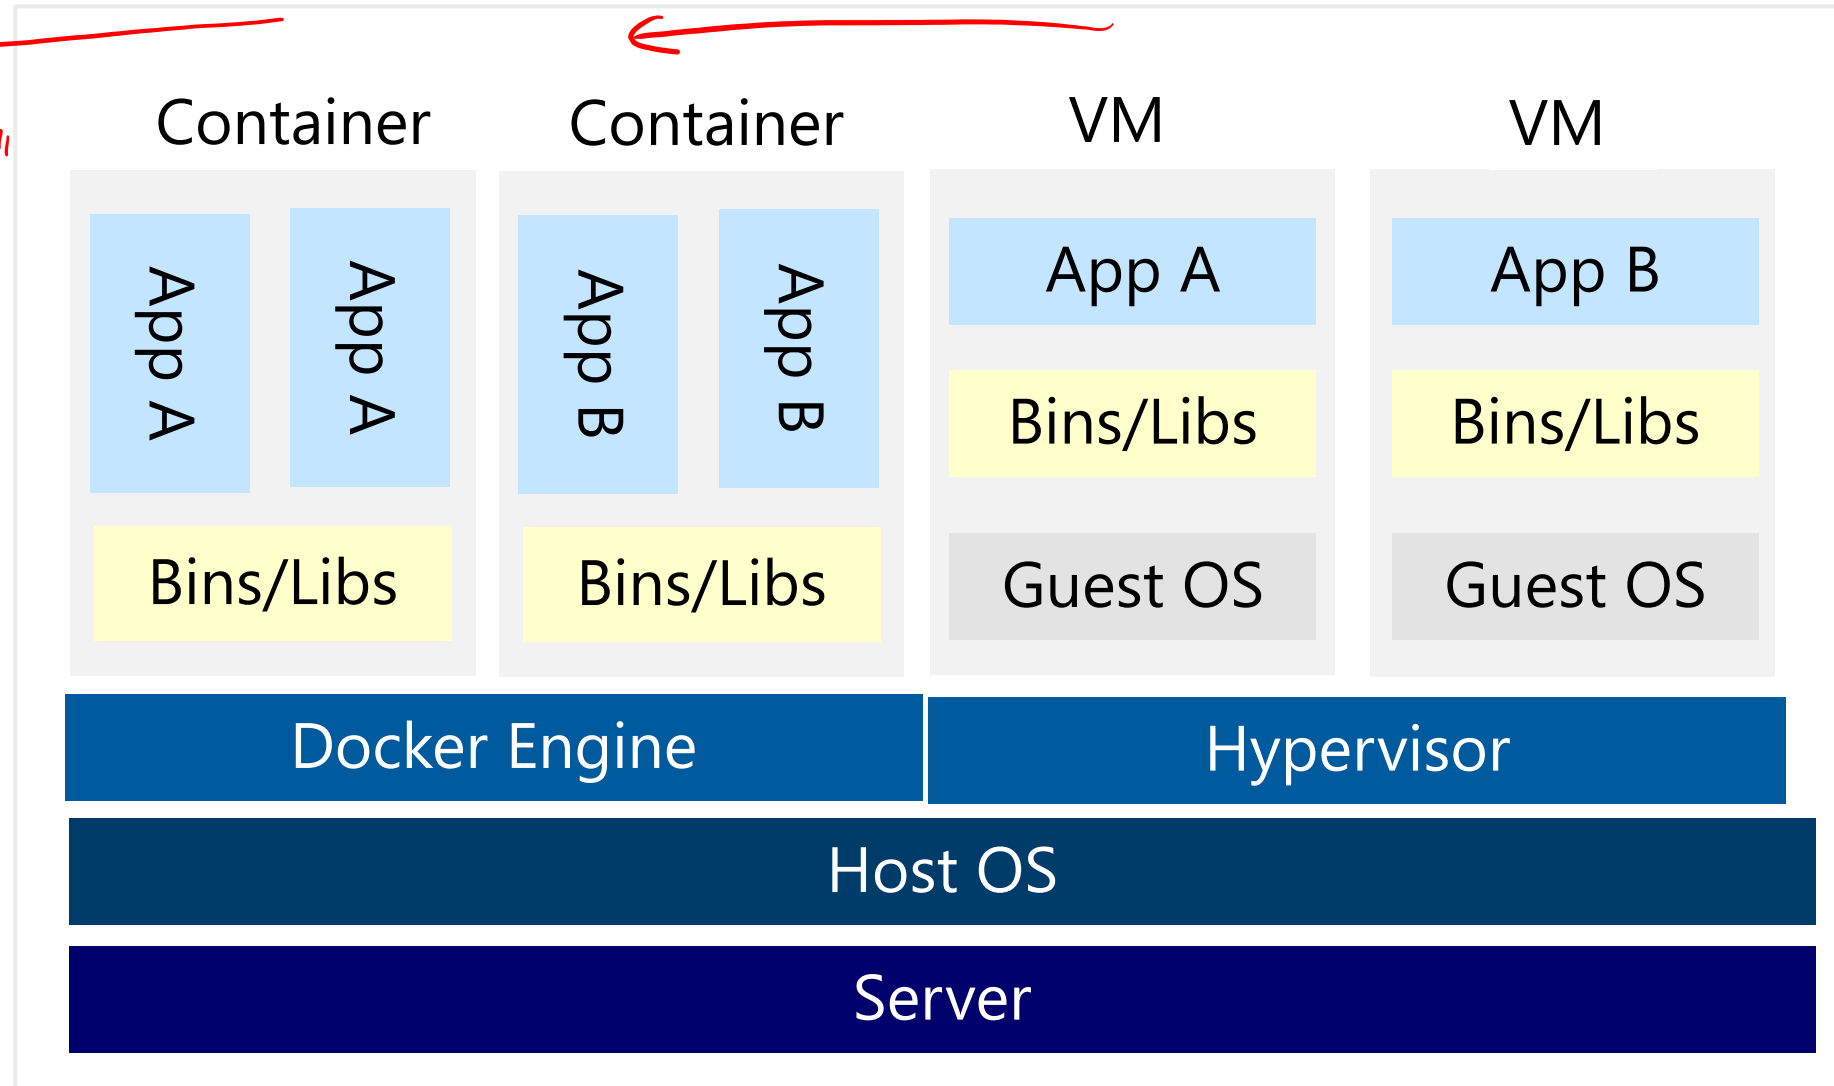 Container
Container
VM
VM
App A
App A
App B
App B
App A
App B
Bins/Libs
Bins/Libs
Bins/Libs
Bins/Libs
Guest OS
Guest OS
Docker Engine
Hypervisor
Host OS
Server